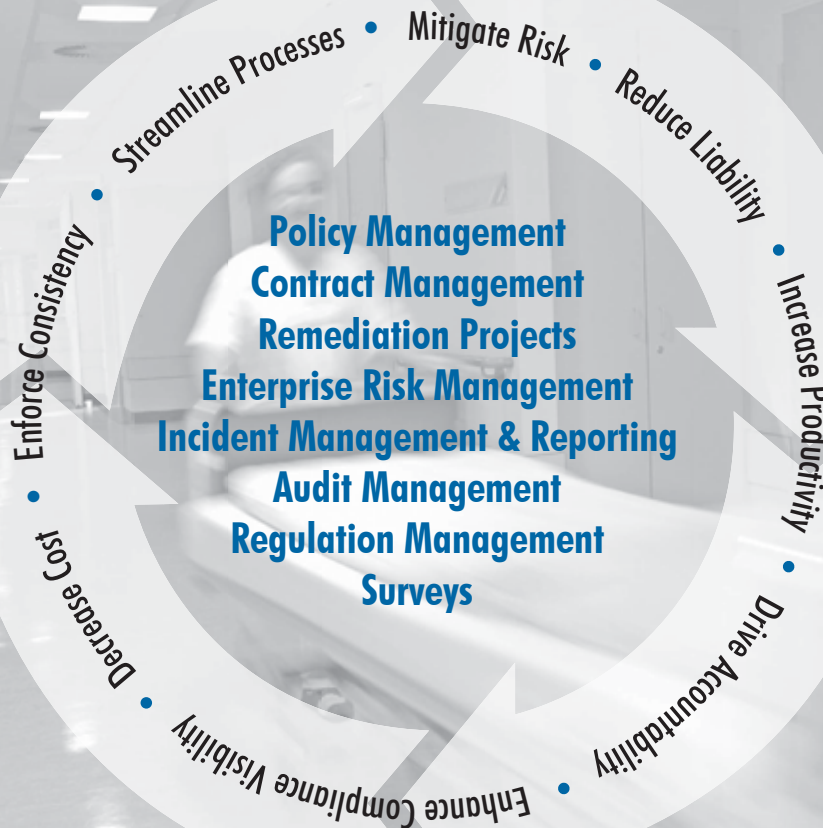 Streamline Processes • Mitigate Risk • Reduce Liability • Increase Productivity • Drive Accountability • Enhance Compliance Visibility • Decrease Cost • Enforce Consistency •
Policy Management
Contract Management
Remediation Projects
Enterprise Risk Management
Incident Management & Reporting
Audit Management
Regulation Management
Surveys